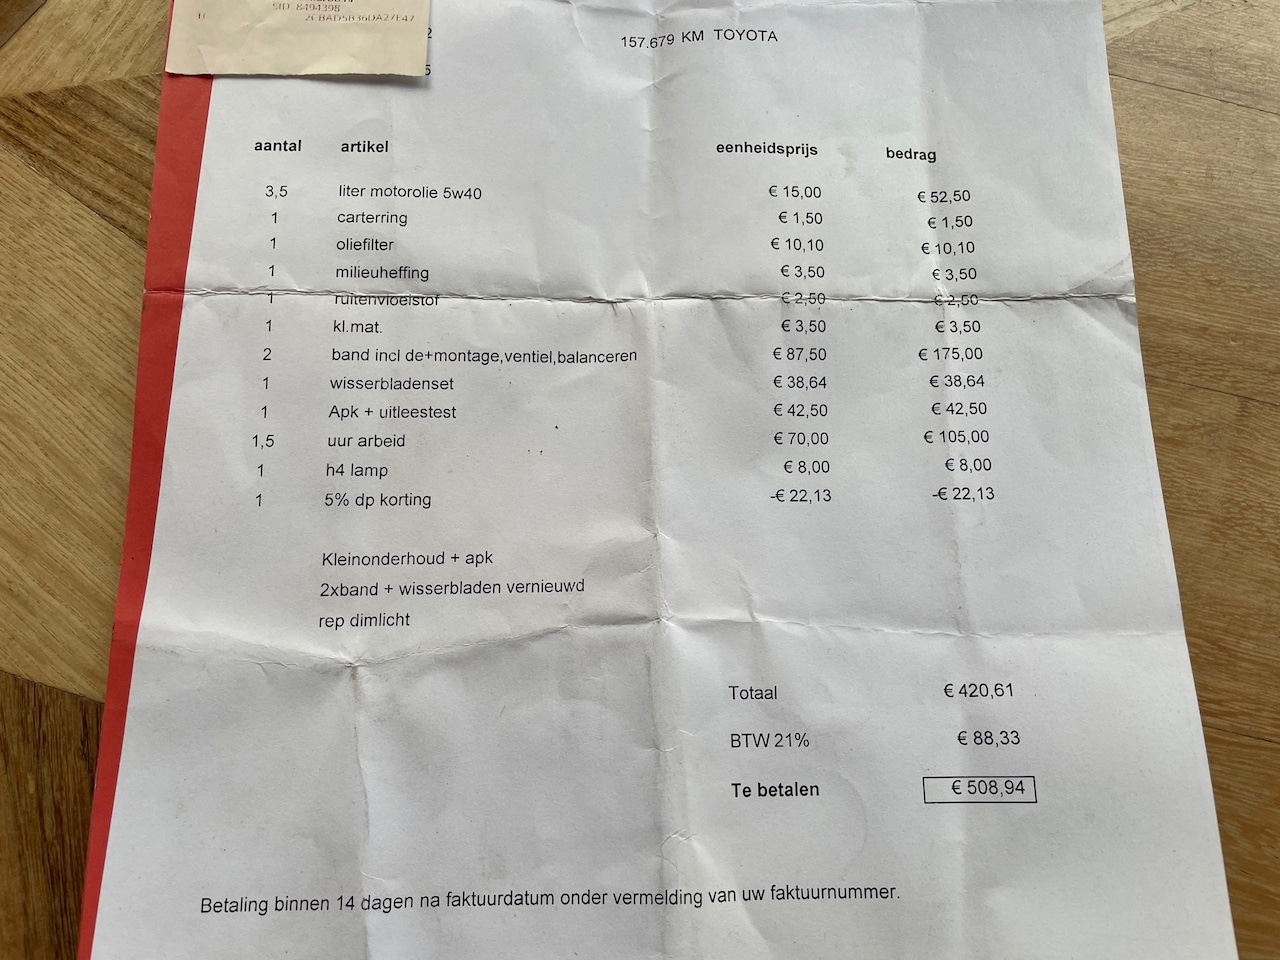 SID 8494398
2CBAD5B36DA27E47
2
157.679 KM TOYOTA
5
aantal artikel eenheidsprijs bedrag
3,5 liter motorolie 5w40 € 15,00 € 52,50
1 carterring € 1,50 € 1,50
1 oliefilter € 10,10 € 10,10
1 milieuheffing € 3,50 € 3,50
1 ruitenvloeistof € 2,50 € 2,50
1 kl.mat. € 3,50 € 3,50
2 band incl de+montage,ventiel,balanceren € 87,50 € 175,00
1 wisserbladenset € 38,64 € 38,64
1 Apk + uitleestest € 42,50 € 42,50
1,5 uur arbeid € 70,00 € 105,00
1 h4 lamp € 8,00 € 8,00
1 5% dp korting -€ 22,13 -€ 22,13
Kleinonderhoud + apk
2xband + wisserbladen vernieuwd
rep dimlicht
Totaal € 420,61
BTW 21% € 88,33
Te betalen € 508,94
Betaling binnen 14 dagen na faktuurdatum onder vermelding van uw faktuurnummer.